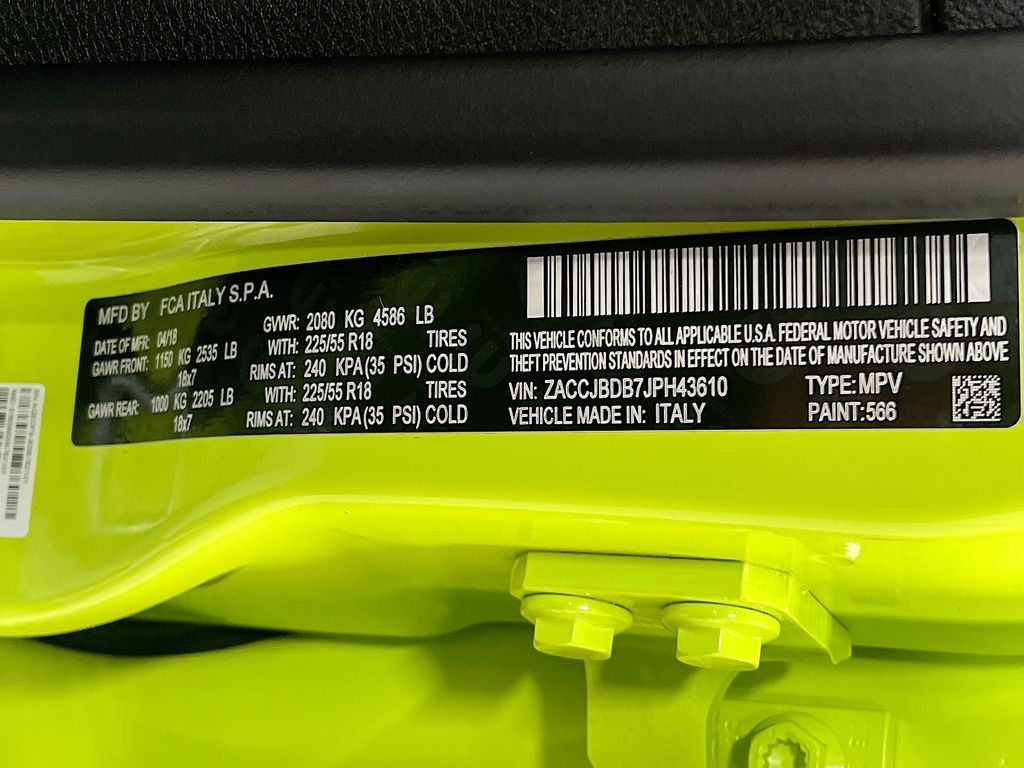 MFD BY FCA ITALY S.P.A.
DATE OF MFR: 04/18 GVWR: 2080 KG 4586 LB
GAWR FRONT: 1150 KG 2535 LB WITH: 225/55 R18 TIRES
18x7 RIMS AT: 240 KPA(35 PSI) COLD
GAWR REAR: 1000 KG 2205 LB WITH: 225/55 R18 TIRES
18x7 RIMS AT: 240 KPA(35 PSI) COLD
THIS VEHICLE CONFORMS TO ALL APPLICABLE U.S.A. FEDERAL MOTOR VEHICLE SAFETY AND
THEFT PREVENTION STANDARDS IN EFFECT ON THE DATE OF MANUFACTURE SHOWN ABOVE
VIN: ZACCJBDB7JPH43610 TYPE: MPV
VEHICLE MADE IN: ITALY PAINT: 566